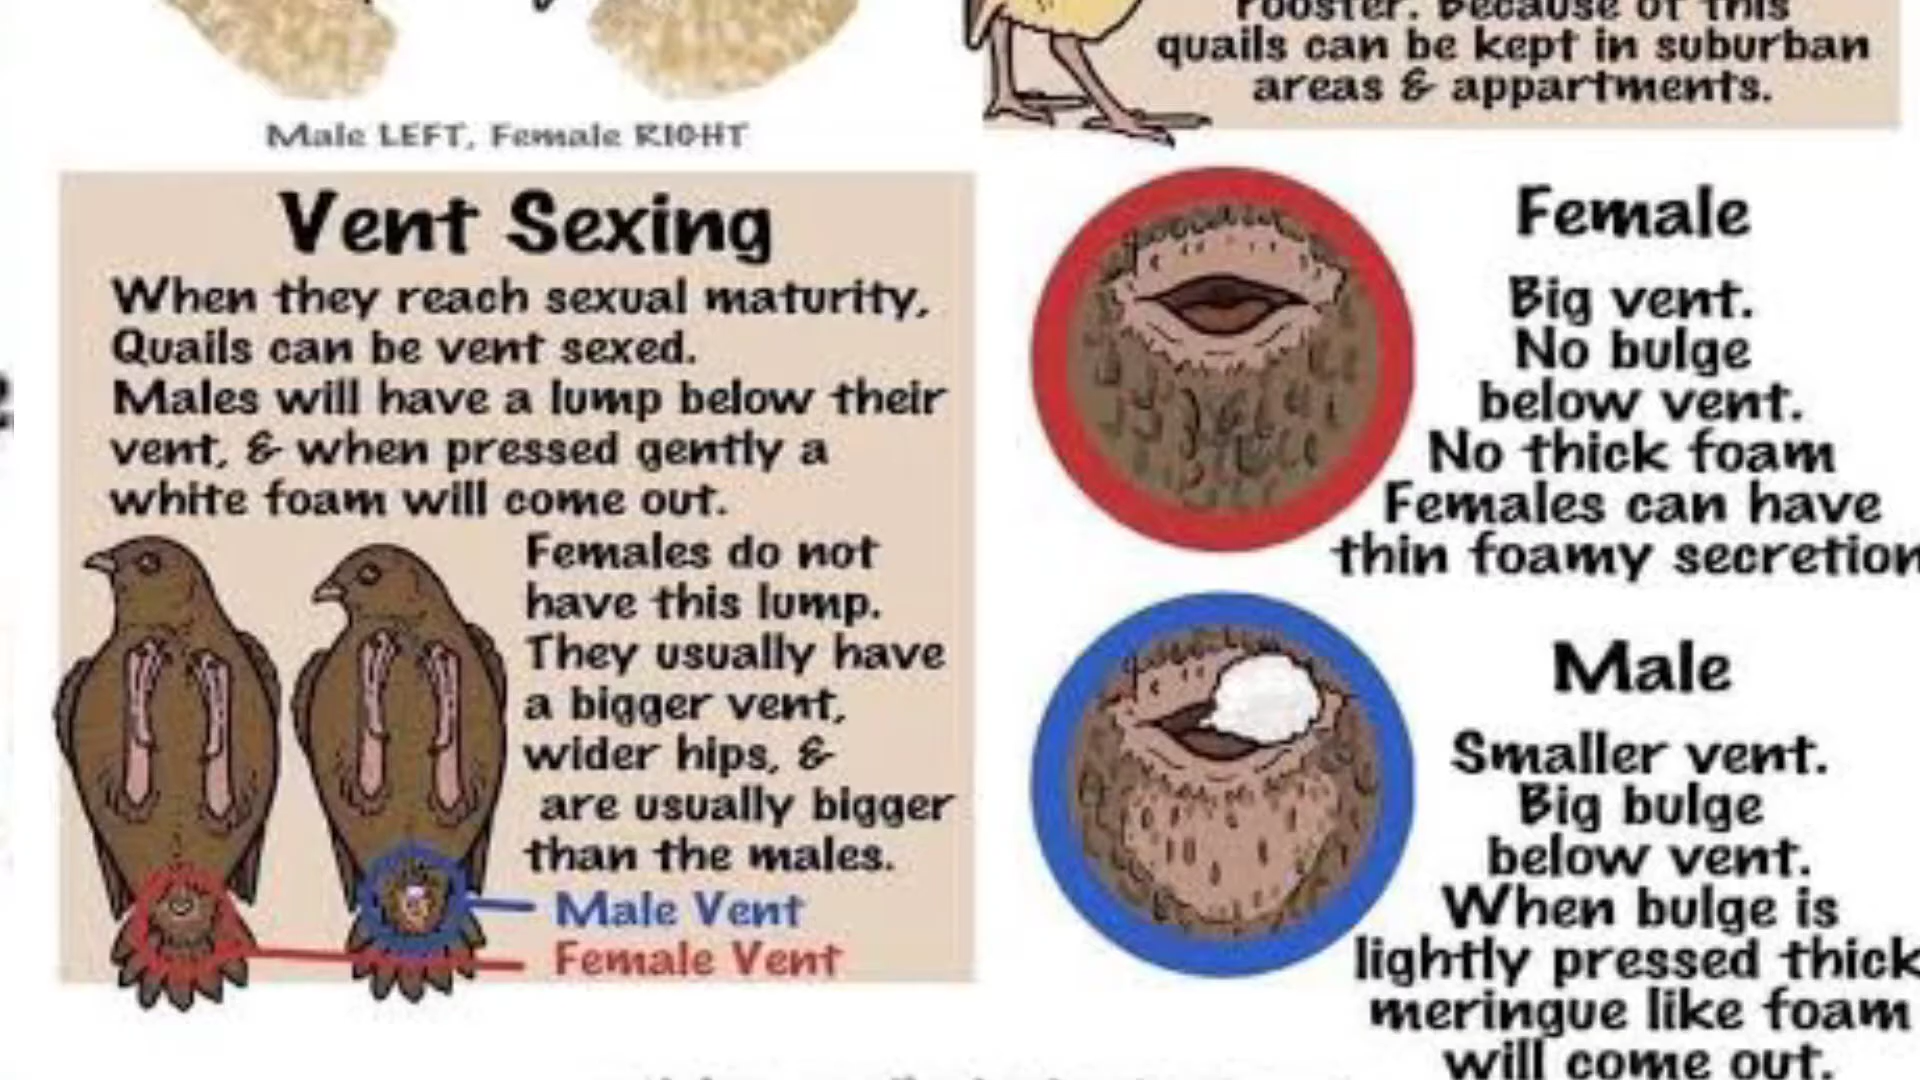 rooster. Because of this
quails can be kept in suburban
areas & appartments.
Male LEFT, Female RIGHT
Vent Sexing
When they reach sexual maturity,
Quails can be vent sexed.
Males will have a lump below their
vent, & when pressed gently a
white foam will come out.
Females do not
have this lump.
They usually have
a bigger vent,
wider hips, &
are usually bigger
than the males.
Male Vent
Female Vent
Female
Big vent.
No bulge
below vent.
No thick foam
Females can have
thin foamy secretion
Male
Smaller vent.
Big bulge
below vent.
When bulge is
lightly pressed thick
meringue like foam
will come out.